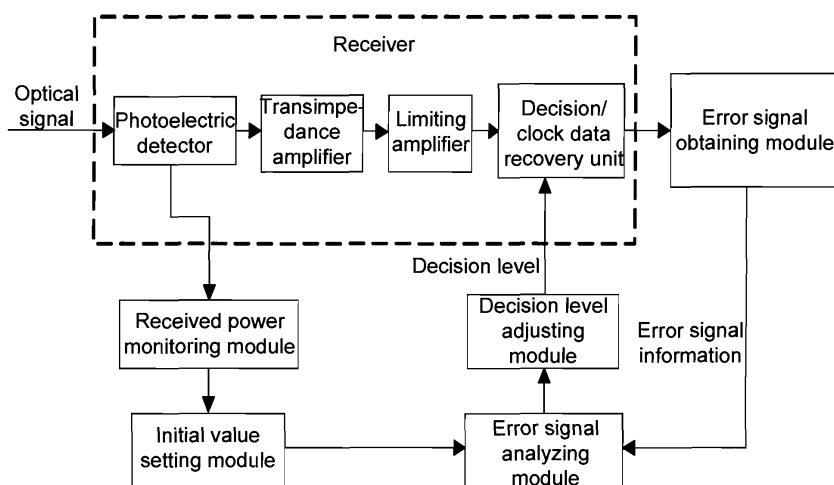 Receiver
Optical
signal
Photoelectric
detector
Transimpe-
dance
amplifier
Limiting
amplifier
Decision/
clock data
recovery unit
Error signal
obtaining module
Decision level
Received power
monitoring module
Decision level
adjusting
module
Error signal
information
Initial value
setting module
Error signal
analyzing
module